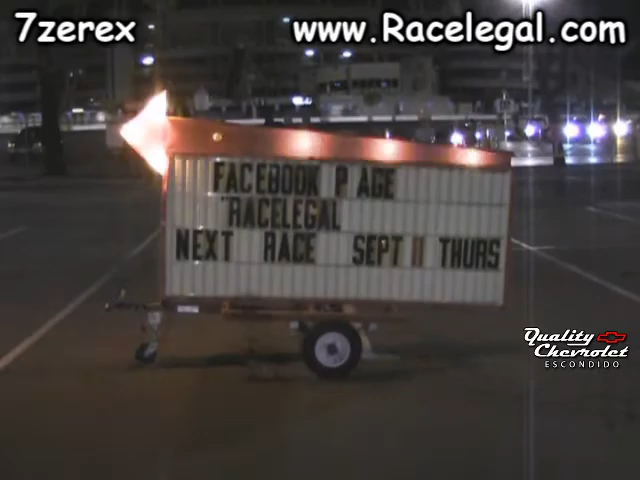 7zerex
www.Racelegal.com
FACEBOOK P AGE
"RACELEGAL
NEXT RACE SEPT 11 THURS
Quality
Chevrolet
ESCONDIDO